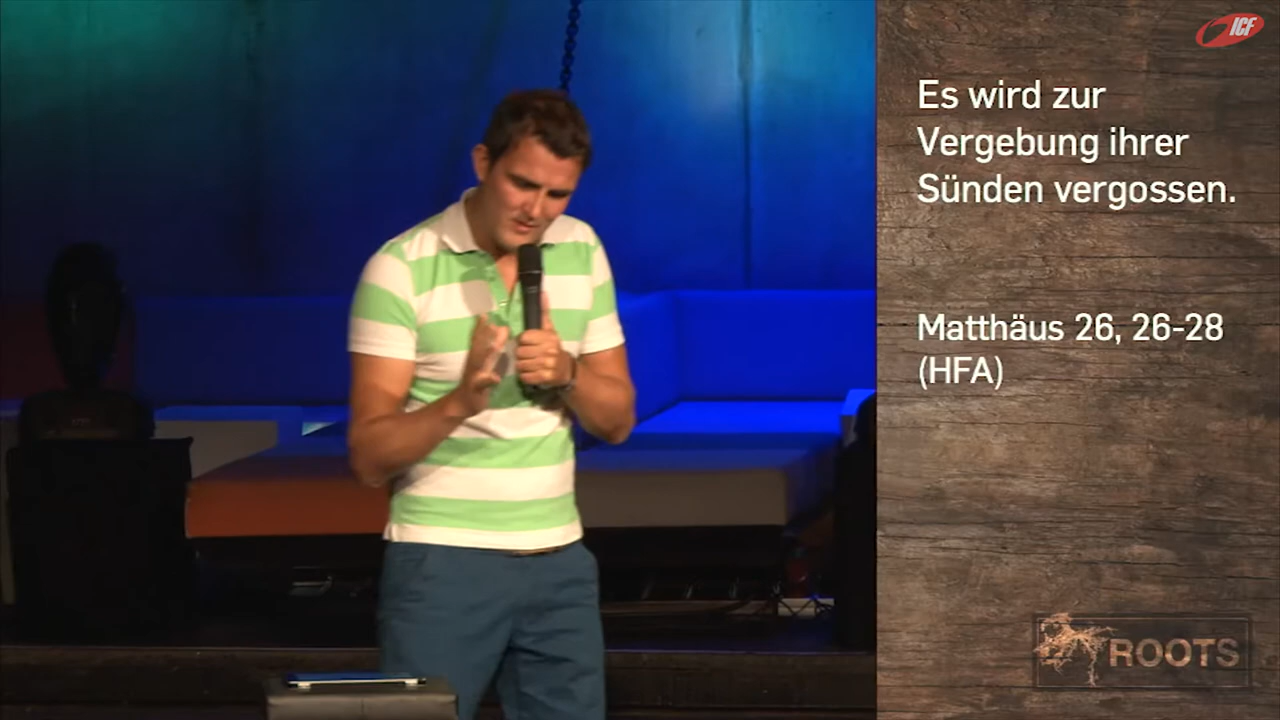 ICF
Es wird zur
Vergebung ihrer
Sünden vergossen.
Matthäus 26, 26-28
(HFA)
ROOTS